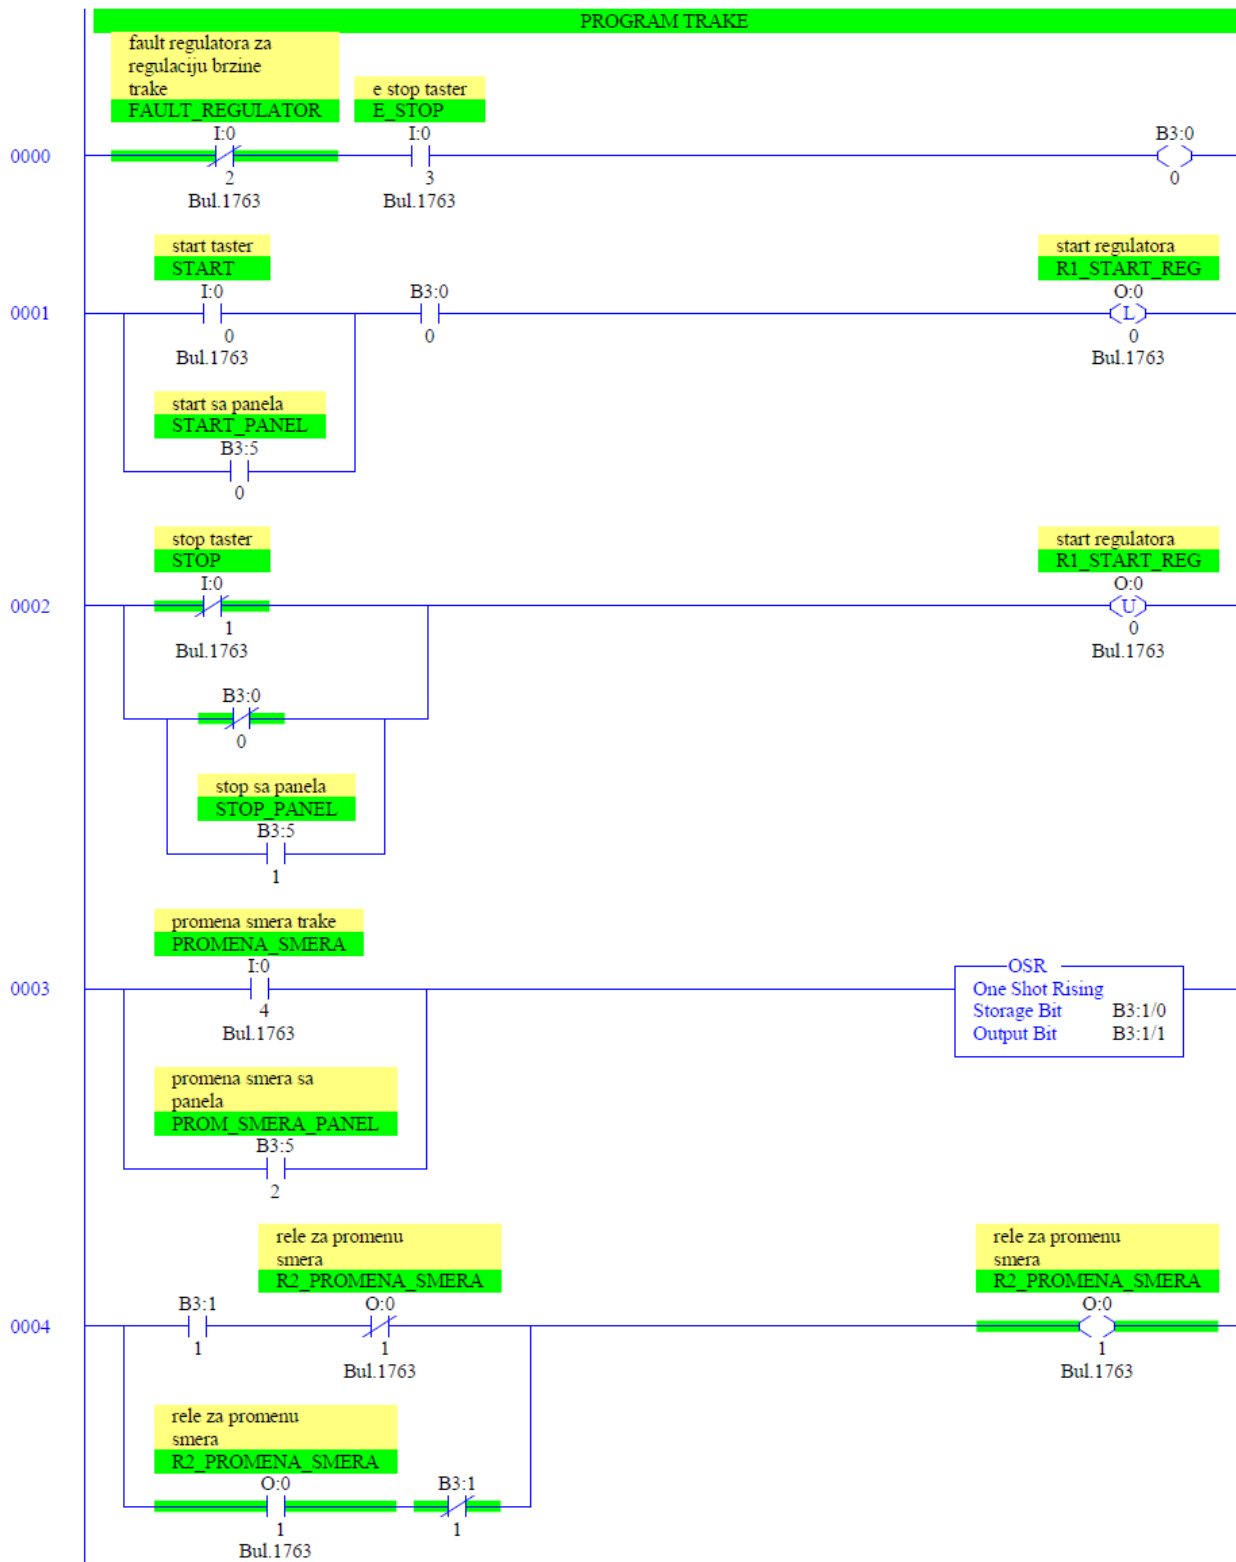 PROGRAM TRAKE
fault regulatora za
regulaciju brzine
trake
FAULT_REGULATOR
e stop taster
E_STOP
I:0
I:0
B3:0
0000
2
3
0
Bul.1763
Bul.1763
start taster
START
start regulatora
R1_START_REG
I:0
B3:0
O:0
0001
L
0
0
0
Bul.1763
Bul.1763
start sa panela
START_PANEL
B3:5
0
stop taster
STOP
start regulatora
R1_START_REG
I:0
O:0
0002
U
1
0
Bul.1763
Bul.1763
B3:0
0
stop sa panela
STOP_PANEL
B3:5
1
promena smera trake
PROMENA_SMERA
I:0
0003
4
Bul.1763
OSR
One Shot Rising
Storage Bit B3:1/0
Output Bit B3:1/1
promena smera sa
panela
PROM_SMERA_PANEL
B3:5
2
rele za promenu
smera
R2_PROMENA_SMERA
rele za promenu
smera
R2_PROMENA_SMERA
B3:1
O:0
O:0
0004
1
1
1
Bul.1763
Bul.1763
rele za promenu
smera
R2_PROMENA_SMERA
O:0
B3:1
1
1
Bul.1763